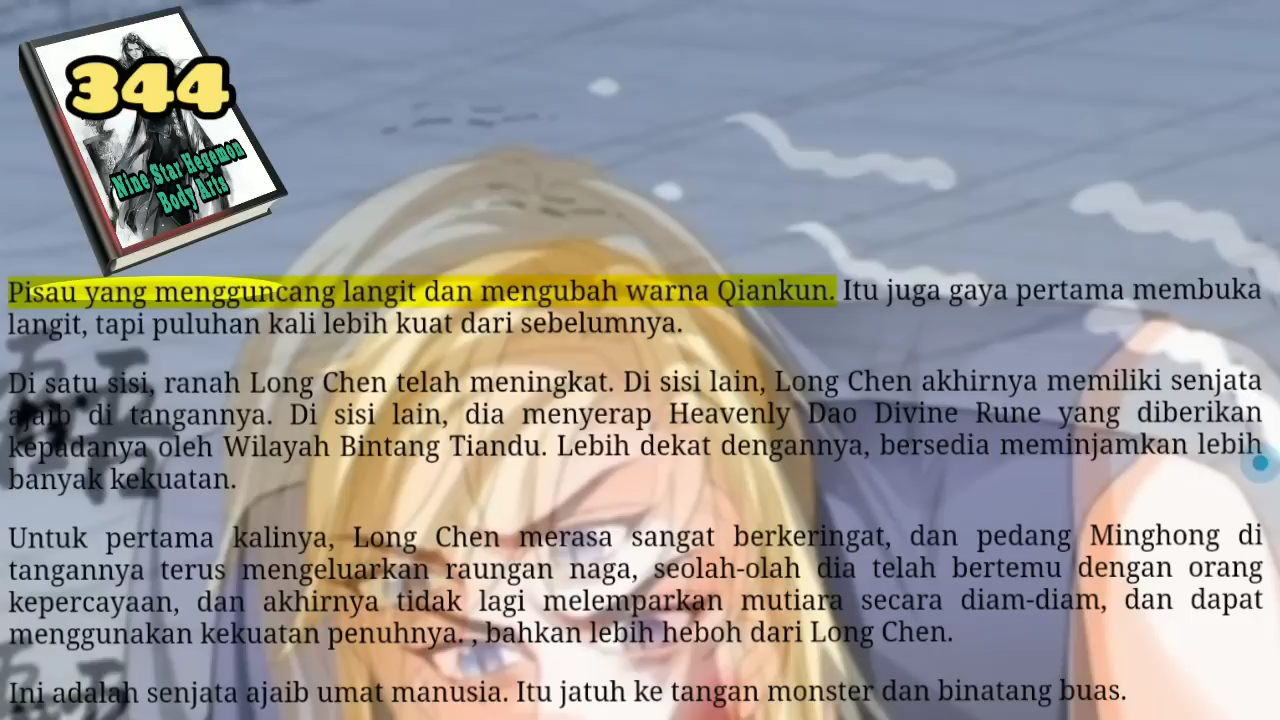 344
Nine Star Hegemon
Body Arts
Pisau yang mengguncang langit dan mengubah warna Qiankun. Itu juga gaya pertama membuka
langit, tapi puluhan kali lebih kuat dari sebelumnya.
Di satu sisi, ranah Long Chen telah meningkat. Di sisi lain, Long Chen akhirnya memiliki senjata
ajaib di tangannya. Di sisi lain, dia menyerap Heavenly Dao Divine Rune yang diberikan
kepadanya oleh Wilayah Bintang Tiandu. Lebih dekat dengannya, bersedia meminjamkan lebih
banyak kekuatan.
Untuk pertama kalinya, Long Chen merasa sangat berkeringat, dan pedang Minghong di
tangannya terus mengeluarkan raungan naga, seolah-olah dia telah bertemu dengan orang
kepercayaan, dan akhirnya tidak lagi melemparkan mutiara secara diam-diam, dan dapat
menggunakan kekuatan penuhnya. , bahkan lebih heboh dari Long Chen.
Ini adalah senjata ajaib umat manusia. Itu jatuh ke tangan monster dan binatang buas.